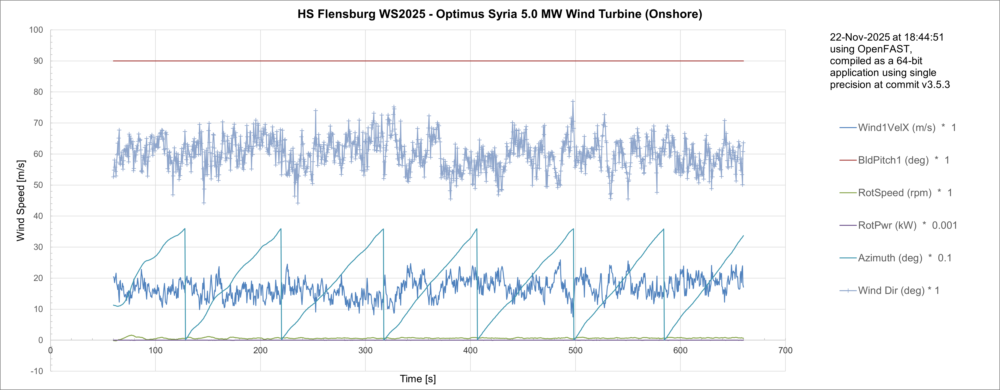 HS Flensburg WS2025 - Optimus Syria 5.0 MW Wind Turbine (Onshore)
100
90
80
70
60
50
40
30
20
10
0
-10
Wind Speed [m/s]
0 100 200 300 400 500 600 700
Time [s]
22-Nov-2025 at 18:44:51
using OpenFAST,
compiled as a 64-bit
application using single
precision at commit v3.5.3
Wind1VelX (m/s) * 1
BldPitch1 (deg) * 1
RotSpeed (rpm) * 1
RotPwr (kW) * 0.001
Azimuth (deg) * 0.1
Wind Dir (deg) * 1